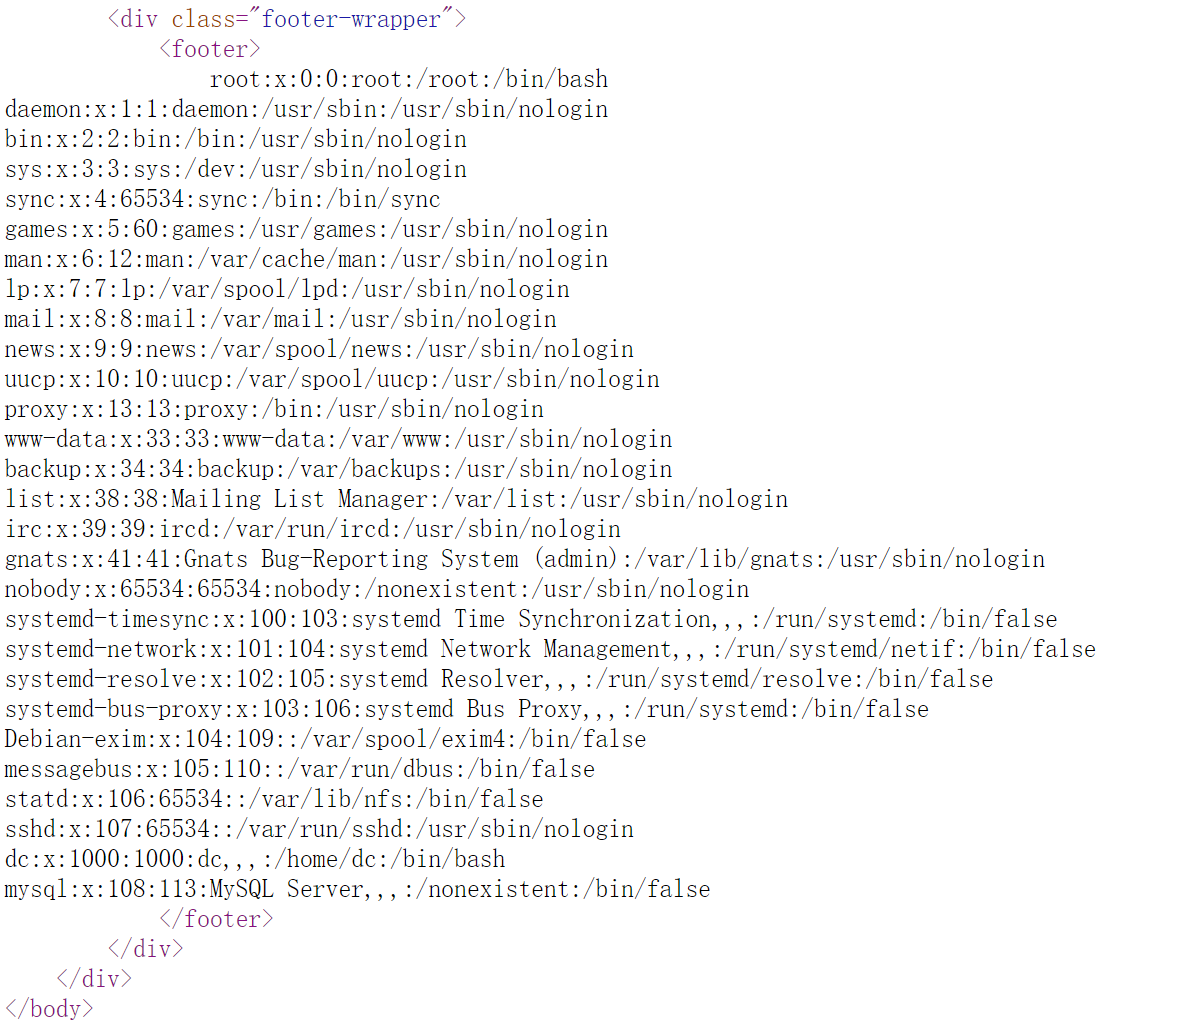 <div class="footer-wrapper">
<footer>
root:x:0:0:root:/root:/bin/bash
daemon:x:1:1:daemon:/usr/sbin:/usr/sbin/nologin
bin:x:2:2:bin:/bin:/usr/sbin/nologin
sys:x:3:3:sys:/dev:/usr/sbin/nologin
sync:x:4:65534:sync:/bin:/bin/sync
games:x:5:60:games:/usr/games:/usr/sbin/nologin
man:x:6:12:man:/var/cache/man:/usr/sbin/nologin
lp:x:7:7:lp:/var/spool/lpd:/usr/sbin/nologin
mail:x:8:8:mail:/var/mail:/usr/sbin/nologin
news:x:9:9:news:/var/spool/news:/usr/sbin/nologin
uucp:x:10:10:uucp:/var/spool/uucp:/usr/sbin/nologin
proxy:x:13:13:proxy:/bin:/usr/sbin/nologin
www-data:x:33:33:www-data:/var/www:/usr/sbin/nologin
backup:x:34:34:backup:/var/backups:/usr/sbin/nologin
list:x:38:38:Mailing List Manager:/var/list:/usr/sbin/nologin
irc:x:39:39:ircd:/var/run/ircd:/usr/sbin/nologin
gnats:x:41:41:Gnats Bug-Reporting System (admin):/var/lib/gnats:/usr/sbin/nologin
nobody:x:65534:65534:nobody:/nonexistent:/usr/sbin/nologin
systemd-timesync:x:100:103:systemd Time Synchronization,,,:/run/systemd:/bin/false
systemd-network:x:101:104:systemd Network Management,,,:/run/systemd/netif:/bin/false
systemd-resolve:x:102:105:systemd Resolver,,,:/run/systemd/resolve:/bin/false
systemd-bus-proxy:x:103:106:systemd Bus Proxy,,,:/run/systemd:/bin/false
Debian-exim:x:104:109::/var/spool/exim4:/bin/false
messagebus:x:105:110::/var/run/dbus:/bin/false
statd:x:106:65534::/var/lib/nfs:/bin/false
sshd:x:107:65534::/var/run/sshd:/usr/sbin/nologin
dc:x:1000:1000:dc,,,:/home/dc:/bin/bash
mysql:x:108:113:MySQL Server,,,:/nonexistent:/bin/false
</footer>
</div>
</div>
</body>